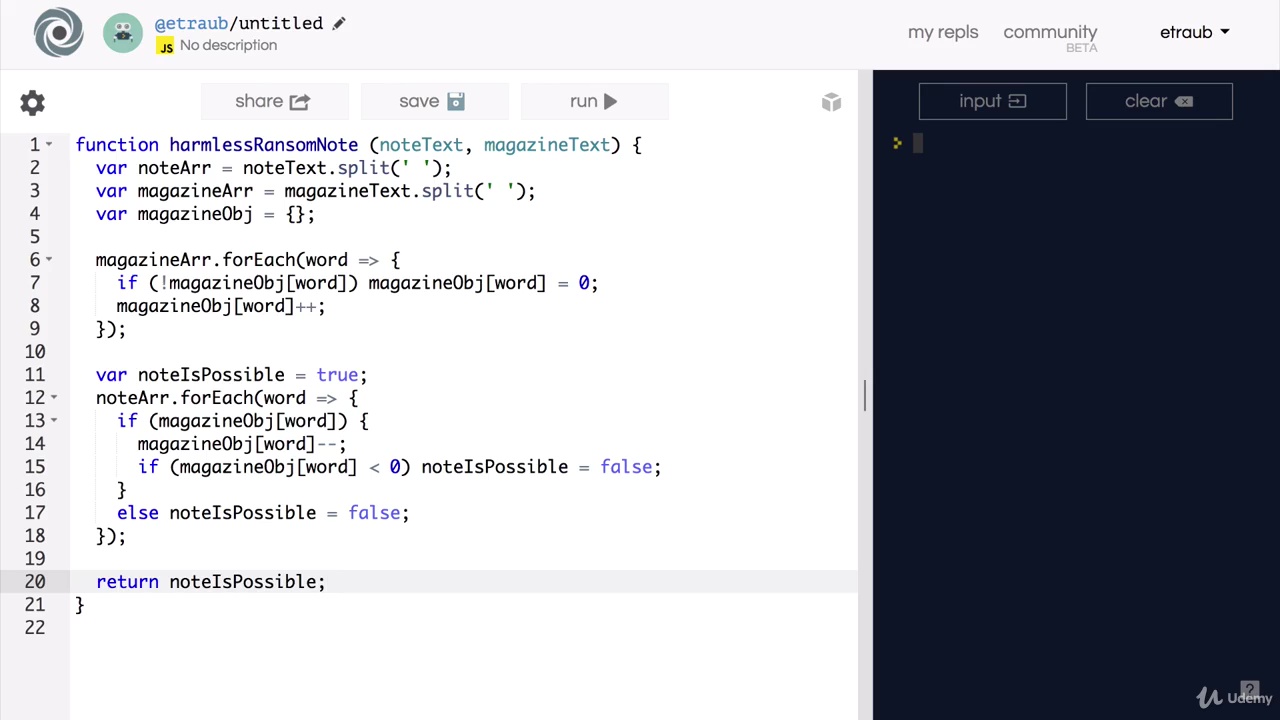 @etraub/untitled
JS No description
my repls
community
BETA
etraub
share
save
run
input
clear
1 function harmlessRansomNote (noteText, magazineText) {
2   var noteArr = noteText.split(' ');
3   var magazineArr = magazineText.split(' ');
4   var magazineObj = {};
5
6   magazineArr.forEach(word => {
7     if (!magazineObj[word]) magazineObj[word] = 0;
8     magazineObj[word]++;
9   });
10
11   var noteIsPossible = true;
12   noteArr.forEach(word => {
13     if (magazineObj[word]) {
14       magazineObj[word]--;
15       if (magazineObj[word] < 0) noteIsPossible = false;
16     }
17     else noteIsPossible = false;
18   });
19
20   return noteIsPossible;
21 }
22
>
?
Udemy